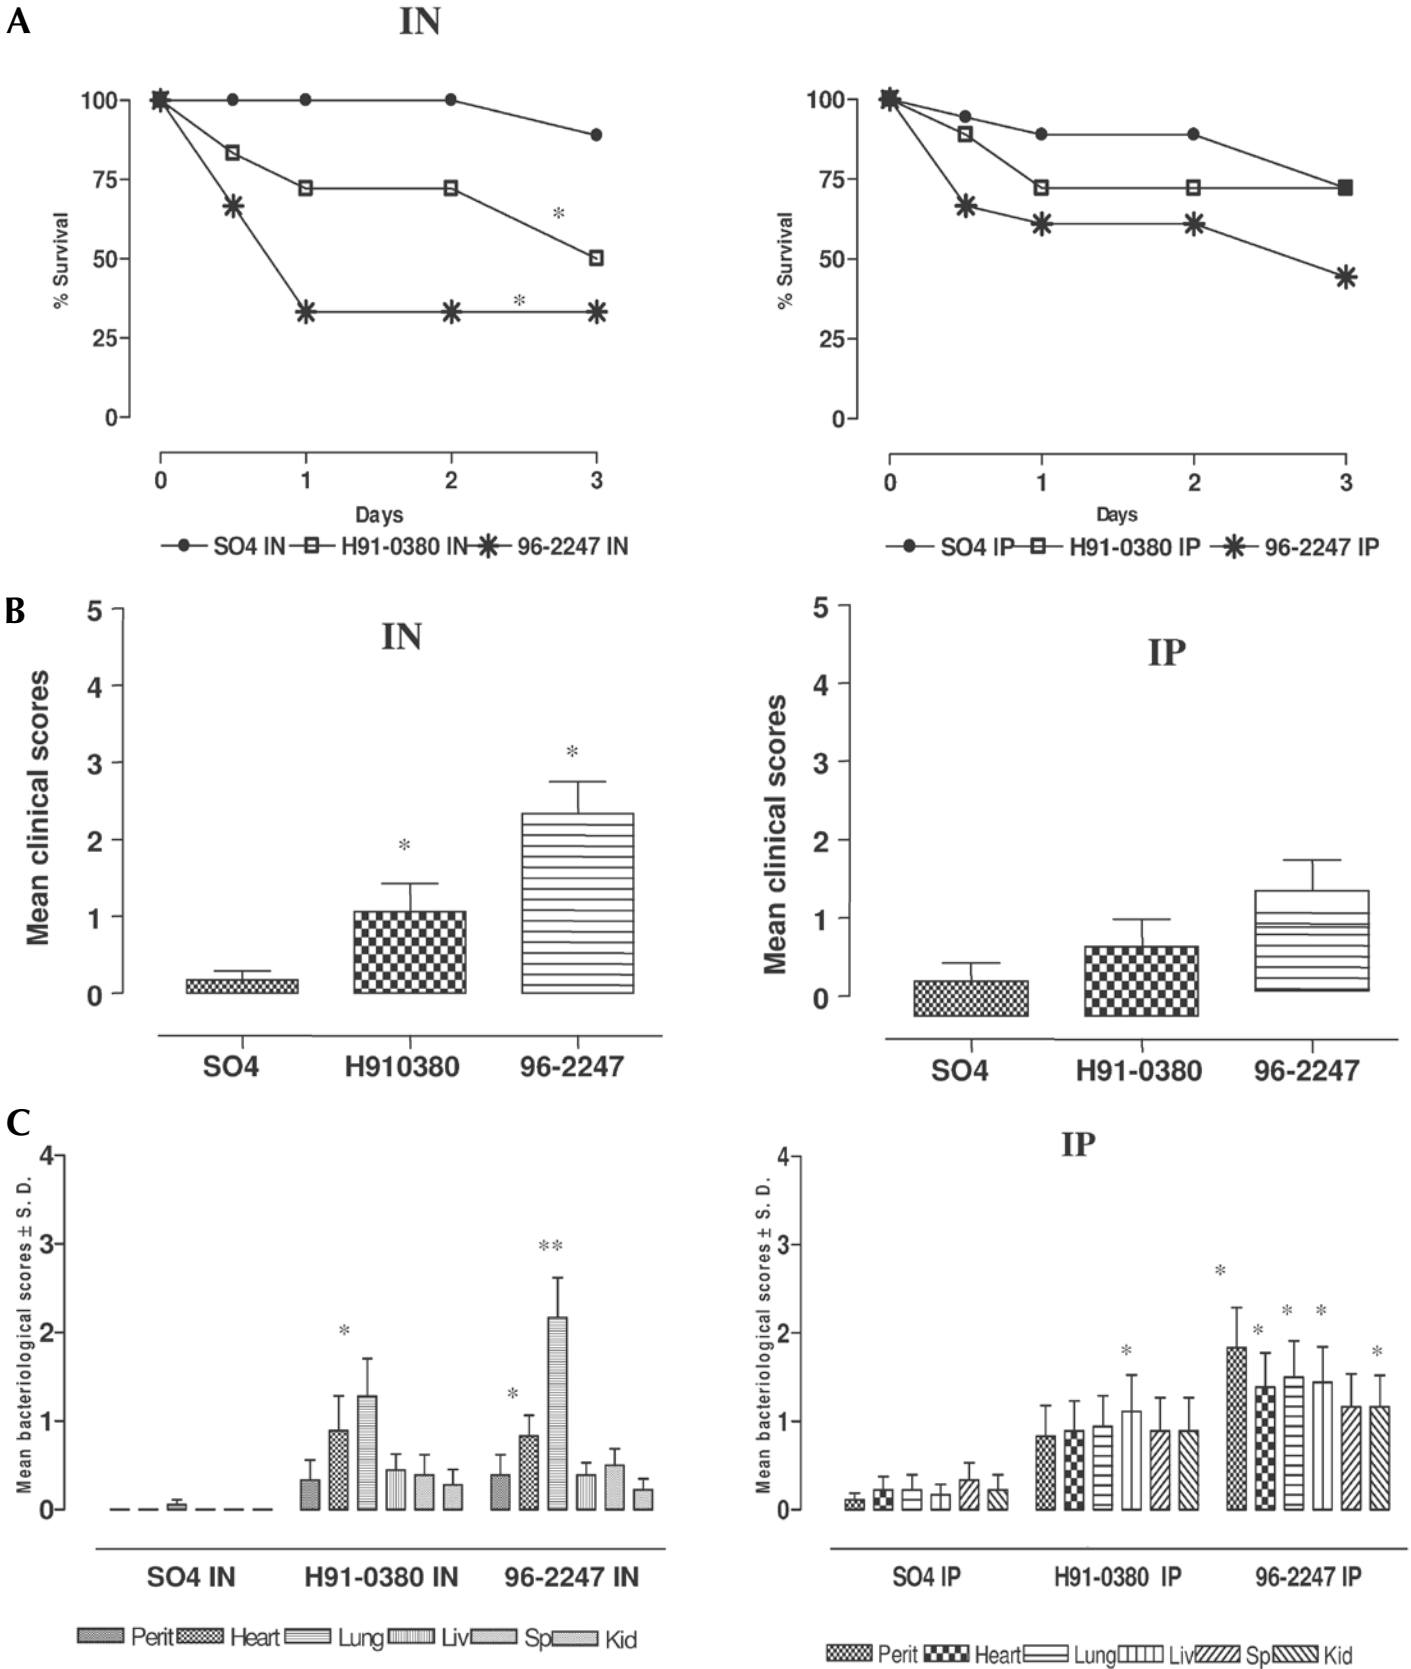 A
IN
100
75
50
25
0
% Survival
*
*
0 1 2 3
Days
SO4 IN H91-0380 IN 96-2247 IN
100
75
50
25
0
% Survival
0 1 2 3
Days
SO4 IP H91-0380 IP 96-2247 IP
B
IN
5
4
3
2
1
0
Mean clinical scores
*
*
SO4 H910380 96-2247
IP
5
4
3
2
1
0
Mean clinical scores
SO4 H91-0380 96-2247
C
4
3
2
1
0
Mean bacteriological scores ± S. D.
*
*
**
SO4 IN H91-0380 IN 96-2247 IN
Perit Heart Lung Liv Sp Kid
IP
4
3
2
1
0
Mean bacteriological scores ± S. D.
*
*
*
*
*
*
SO4 IP H91-0380 IP 96-2247 IP
Perit Heart Lung Liv Sp Kid